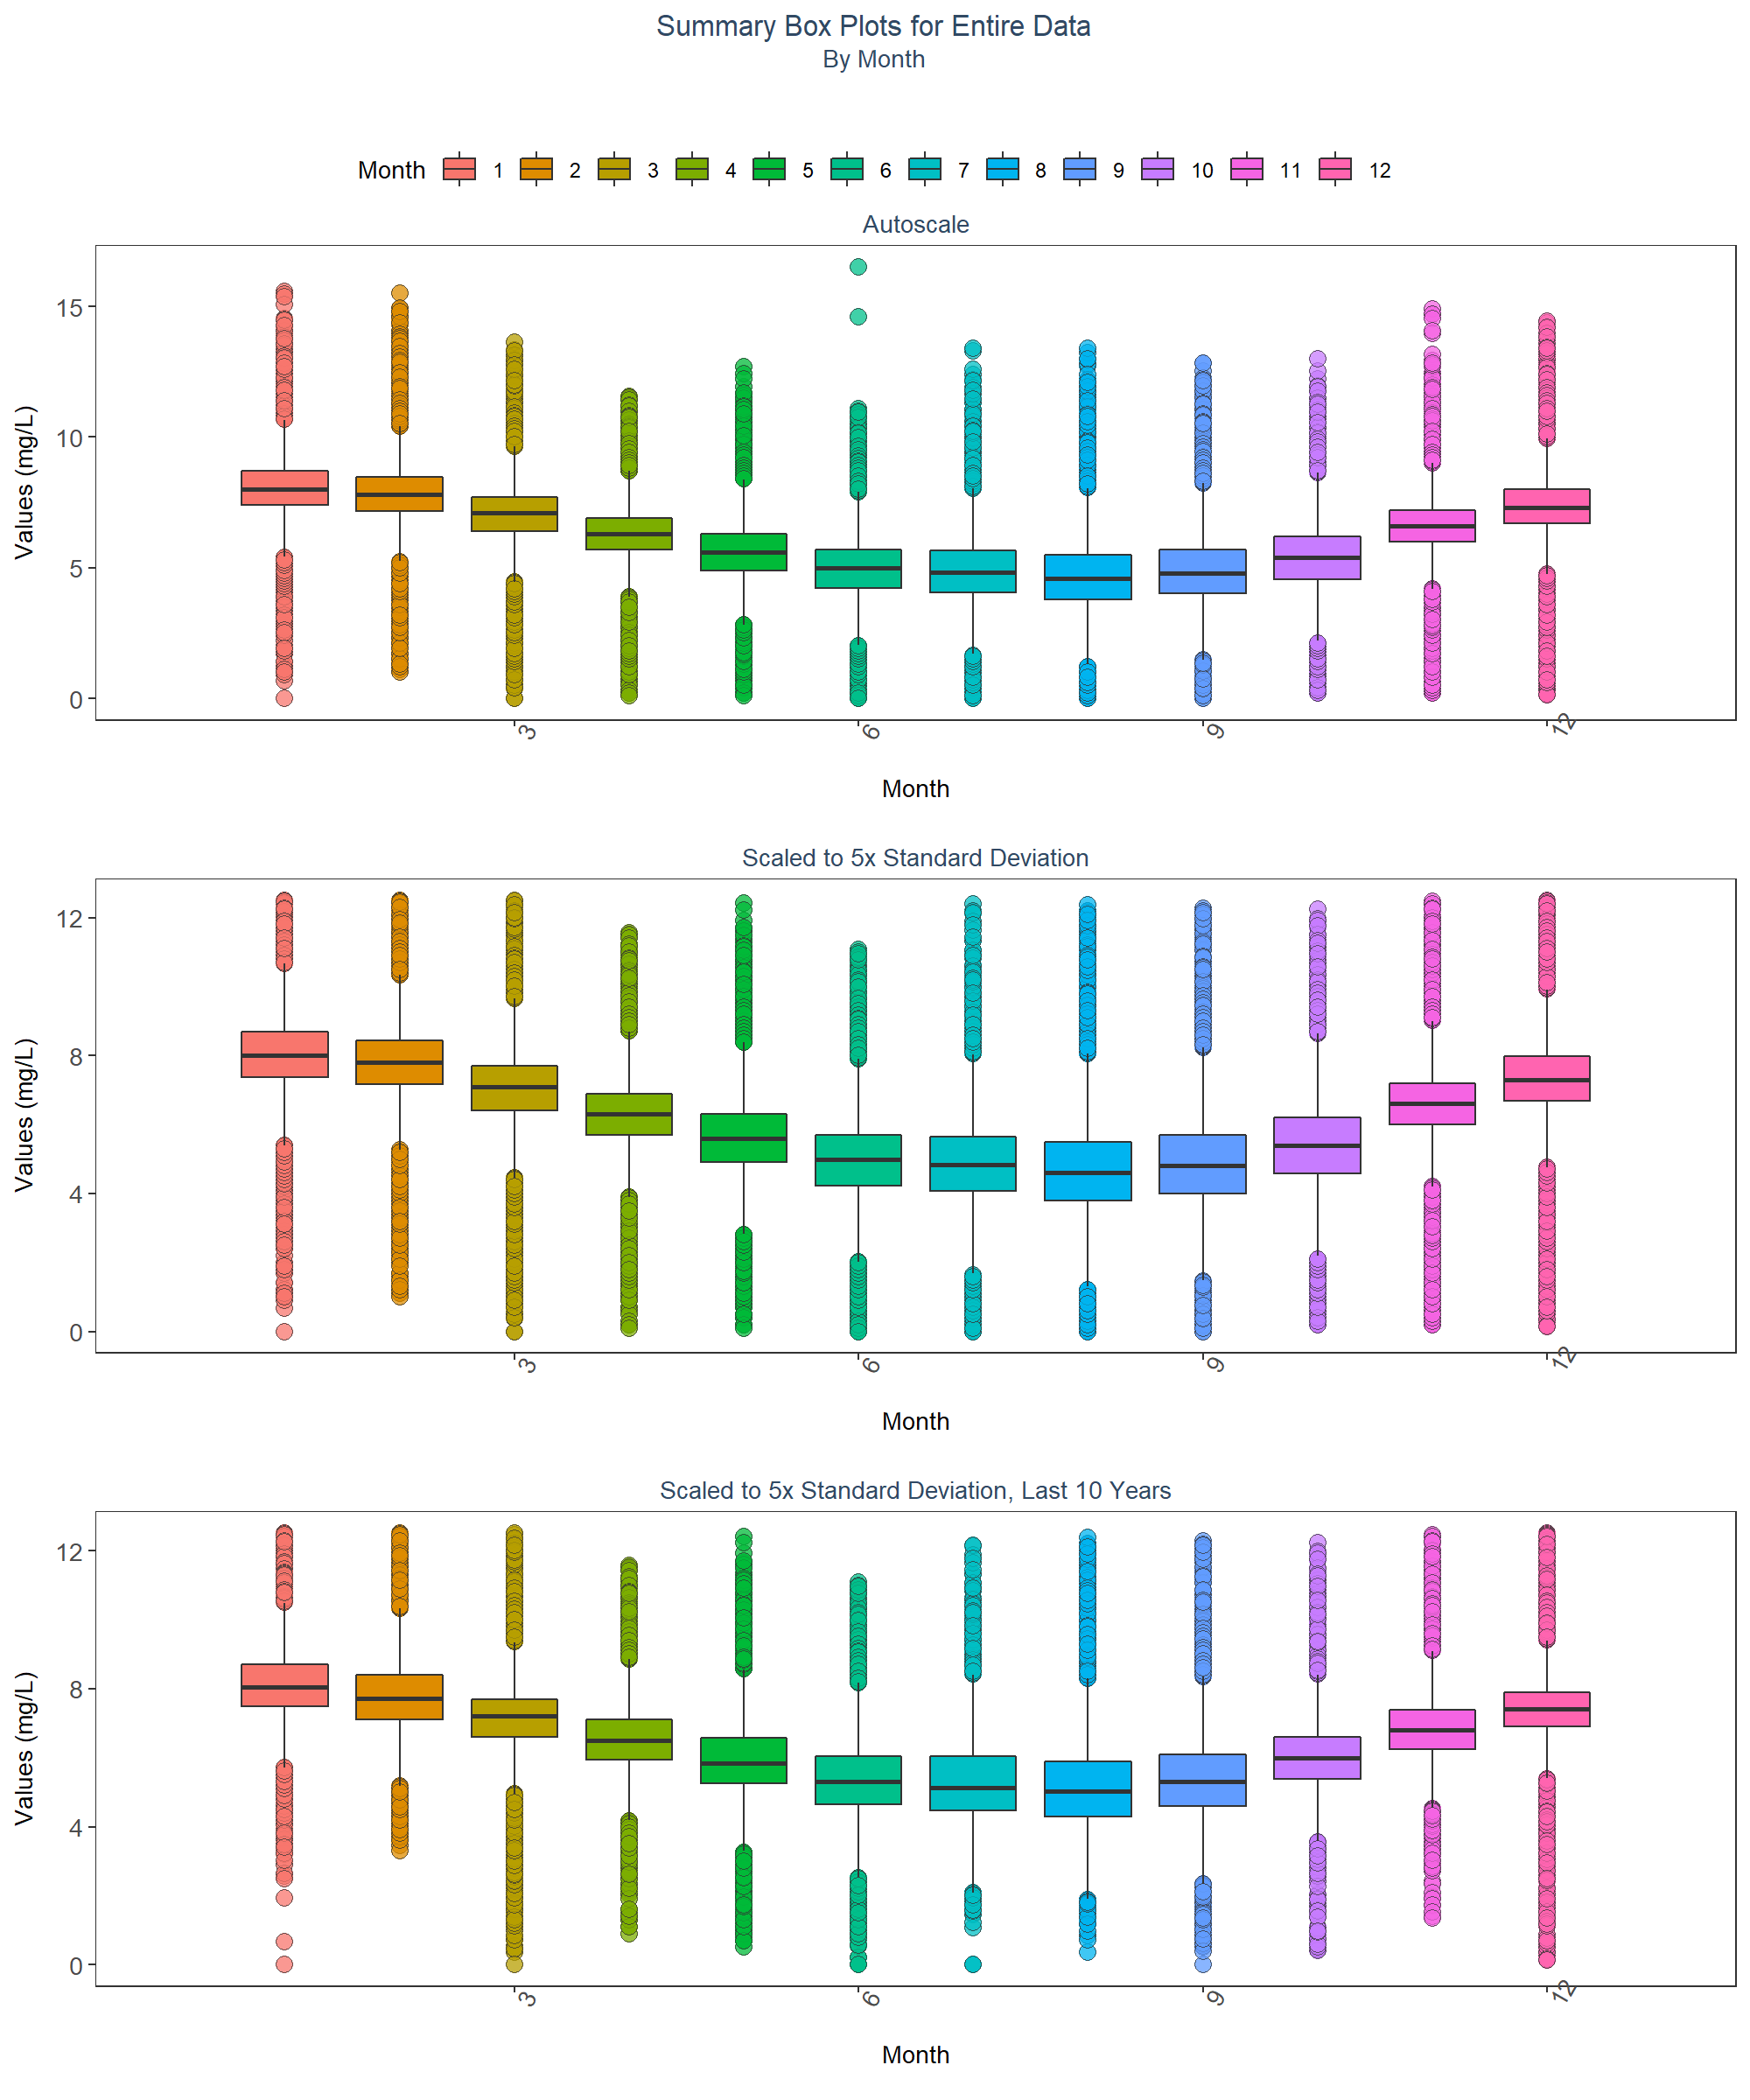 Summary Box Plots for Entire Data
By Month
Month 1 2 3 4 5 6 7 8 9 10 11 12
Autoscale
Values (mg/L)
15
10
5
0
3 6 9 12
Month
Scaled to 5x Standard Deviation
Values (mg/L)
12
8
4
0
3 6 9 12
Month
Scaled to 5x Standard Deviation, Last 10 Years
Values (mg/L)
12
8
4
0
3 6 9 12
Month